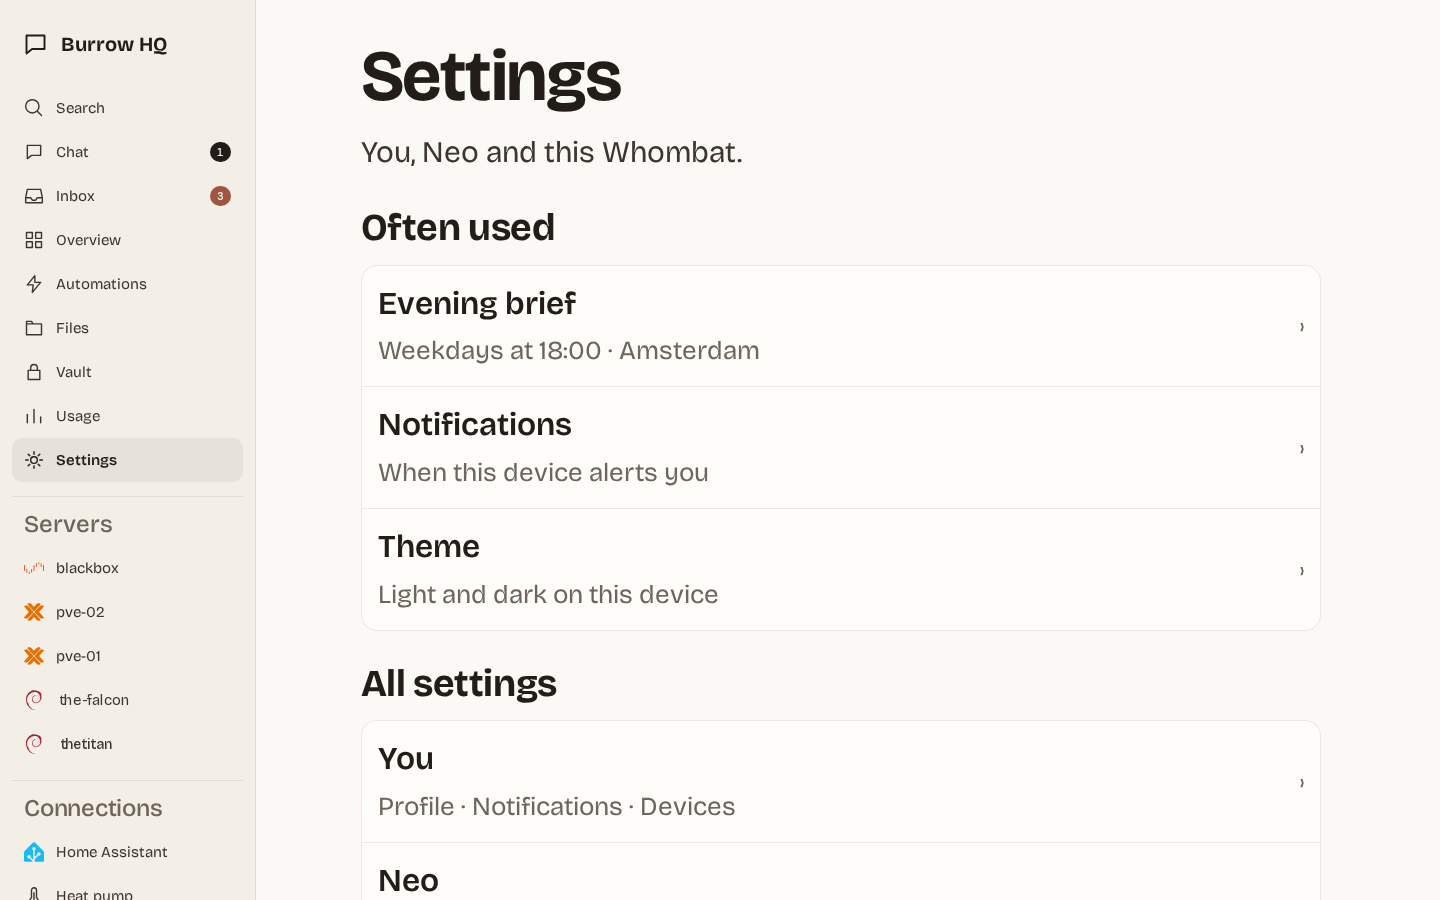 Burrow HQ
Search
Chat
1
Inbox
3
Overview
Automations
Files
Vault
Usage
Settings
Servers
blackbox
pve-02
pve-01
the-falcon
thetitan
Connections
Home Assistant
Heat pump
Settings
You, Neo and this Whombat.
Often used
Evening brief
Weekdays at 18:00 · Amsterdam
Notifications
When this device alerts you
Theme
Light and dark on this device
All settings
You
Profile · Notifications · Devices
Neo